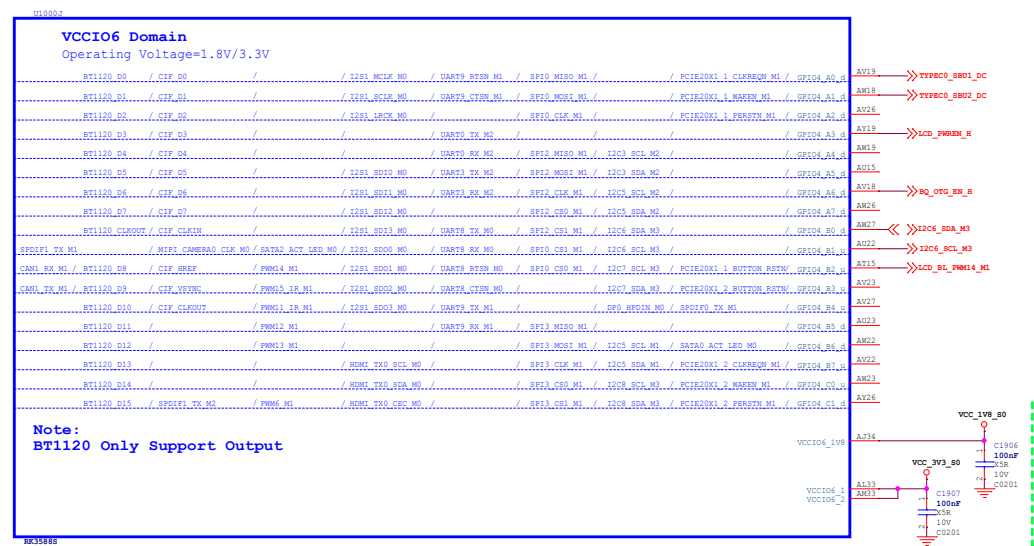 U1000J
VCCIO6 Domain
Operating Voltage=1.8V/3.3V
BT1120_D0 / CIF_D0 / / I2S1_MCLK_M0 / UART9_RTSN_M1 / SPI0_MISO_M1 / / PCIE20X1_1_CLKREQN_M1 / GPIO4_A0_d AV19 TYPEC0_SBU1_DC
BT1120_D1 / CIF_D1 / / I2S1_SCLK_M0 / UART9_CTSN_M1 / SPI0_MOSI_M1 / / PCIE20X1_1_WAKEN_M1 / GPIO4_A1_d AW18 TYPEC0_SBU2_DC
BT1120_D2 / CIF_D2 / / I2S1_LRCK_M0 / / SPI0_CLK_M1 / / PCIE20X1_1_PERSTN_M1 / GPIO4_A2_d AV26
BT1120_D3 / CIF_D3 / / / UART0_TX_M2 / / / / GPIO4_A3_d AY19 LCD_PWREN_H
BT1120_D4 / CIF_D4 / / / UART0_RX_M2 / SPI2_MISO_M1 / I2C3_SCL_M2 / / GPIO4_A4_d AW19
BT1120_D5 / CIF_D5 / / I2S1_SDI0_M0 / UART3_TX_M2 / SPI2_MOSI_M1 / I2C3_SDA_M2 / / GPIO4_A5_d AU15
BT1120_D6 / CIF_D6 / / I2S1_SDI1_M0 / UART3_RX_M2 / SPI2_CLK_M1 / I2C5_SCL_M2 / / GPIO4_A6_d AV18 BQ_OTG_EN_H
BT1120_D7 / CIF_D7 / / I2S1_SDI2_M0 / / SPI2_CS0_M1 / I2C5_SDA_M2 / / GPIO4_A7_d AW26
BT1120_CLKOUT / CIF_CLKIN / / I2S1_SDI3_M0 / UART8_TX_M0 / SPI2_CS1_M1 / I2C6_SDA_M3 / / GPIO4_B0_d AW27 I2C6_SDA_M3
SPDIF1_TX_M1 / MIPI_CAMERA0_CLK_M0 / SATA2_ACT_LED_M0 / I2S1_SDO0_M0 / UART8_RX_M0 / SPI0_CS1_M1 / I2C6_SCL_M3 / / GPIO4_B1_u AU22 I2C6_SCL_M3
CAN1_RX_M1 / BT1120_D8 / CIF_HREF / PWM14_M1 / I2S1_SDO1_M0 / UART8_RTSN_M0 / SPI0_CS0_M1 / I2C7_SCL_M3 / PCIE20X1_1_BUTTON_RSTN/ GPIO4_B2_u AT15 LCD_BL_PWM14_M1
CAN1_TX_M1 / BT1120_D9 / CIF_VSYNC / PWM15_IR_M1 / I2S1_SDO2_M0 / UART8_CTSN_M0 / / I2C7_SDA_M3 / PCIE20X1_2_BUTTON_RSTN/ GPIO4_B3_u AV23
BT1120_D10 / CIF_CLKOUT / PWM11_IR_M1 / I2S1_SDO3_M0 / UART9_TX_M1 / / DP0_HPDIN_M0 / SPDIF0_TX_M1 / GPIO4_B4_u AV27
BT1120_D11 / / PWM12_M1 / / UART9_RX_M1 / SPI3_MISO_M1 / / / GPIO4_B5_d AU23
BT1120_D12 / / PWM13_M1 / / / SPI3_MOSI_M1 / I2C5_SCL_M1 / SATA0_ACT_LED_M0 / GPIO4_B6_d AW22
BT1120_D13 / / / HDMI_TX0_SCL_M0 / / SPI3_CLK_M1 / I2C5_SDA_M1 / PCIE20X1_2_CLKREQN_M1 / GPIO4_B7_u AV22
BT1120_D14 / / / HDMI_TX0_SDA_M0 / / SPI3_CS0_M1 / I2C8_SCL_M3 / PCIE20X1_2_WAKEN_M1 / GPIO4_C0_u AW23
BT1120_D15 / SPDIF1_TX_M2 / PWM6_M1 / HDMI_TX0_CEC_M0 / / SPI3_CS1_M1 / I2C8_SDA_M3 / PCIE20X1_2_PERSTN_M1 / GPIO4_C1_d AY26
Note:
BT1120 Only Support Output
VCCIO6_1V8 AJ34
VCC_1V8_S0
1
2
C1906
100nF
X5R
10V
C0201
VCCIO6_1 AL33
VCCIO6_2 AM33
VCC_3V3_S0
1
2
C1907
100nF
X5R
10V
C0201
RK3588S